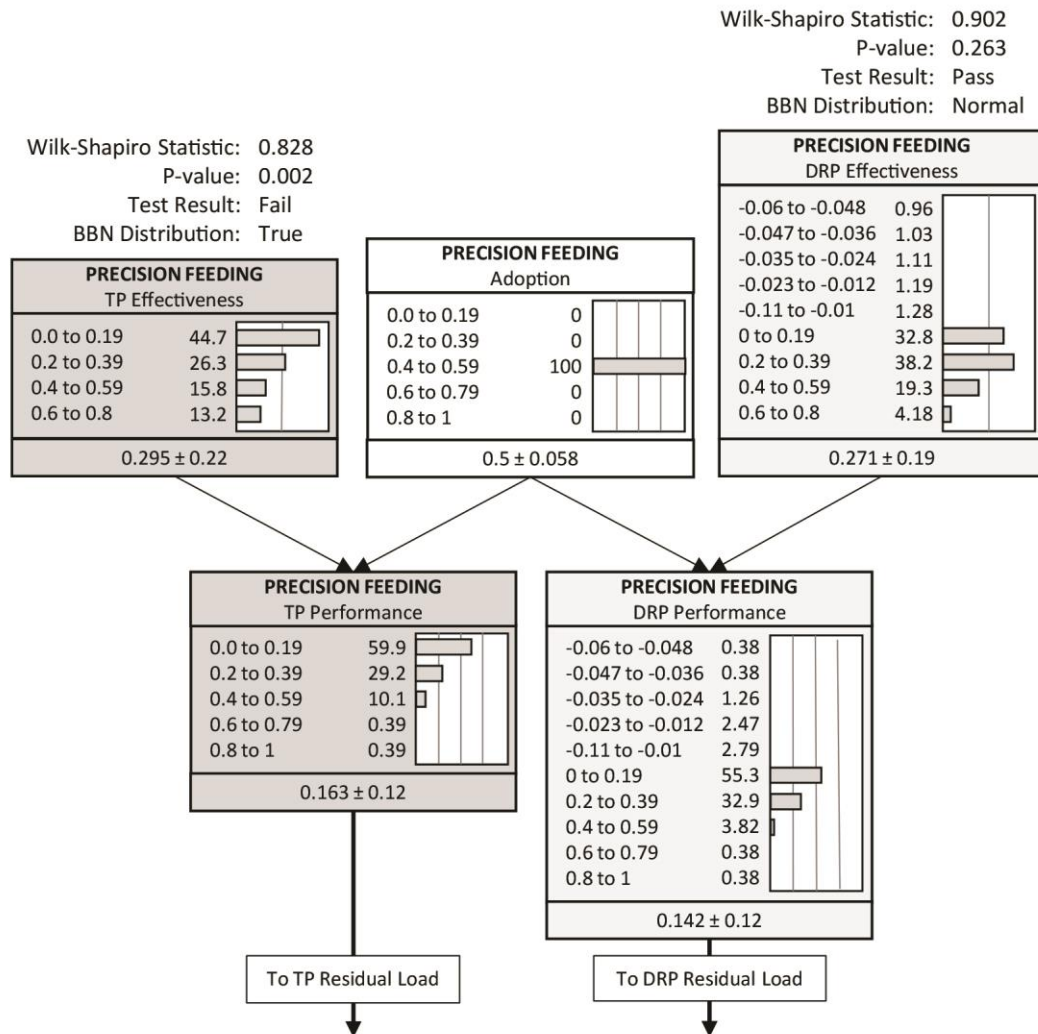 Wilk-Shapiro Statistic: 0.902
P-value: 0.263
Test Result: Pass
BBN Distribution: Normal
Wilk-Shapiro Statistic: 0.828
P-value: 0.002
Test Result: Fail
BBN Distribution: True
PRECISION FEEDING
TP Effectiveness
0.0 to 0.19 44.7
0.2 to 0.39 26.3
0.4 to 0.59 15.8
0.6 to 0.8 13.2
0.295 ± 0.22
PRECISION FEEDING
Adoption
0.0 to 0.19 0
0.2 to 0.39 0
0.4 to 0.59 100
0.6 to 0.79 0
0.8 to 1 0
0.5 ± 0.058
PRECISION FEEDING
DRP Effectiveness
-0.06 to -0.048 0.96
-0.047 to -0.036 1.03
-0.035 to -0.024 1.11
-0.023 to -0.012 1.19
-0.11 to -0.01 1.28
0 to 0.19 32.8
0.2 to 0.39 38.2
0.4 to 0.59 19.3
0.6 to 0.8 4.18
0.271 ± 0.19
PRECISION FEEDING
TP Performance
0.0 to 0.19 59.9
0.2 to 0.39 29.2
0.4 to 0.59 10.1
0.6 to 0.79 0.39
0.8 to 1 0.39
0.163 ± 0.12
PRECISION FEEDING
DRP Performance
-0.06 to -0.048 0.38
-0.047 to -0.036 0.38
-0.035 to -0.024 1.26
-0.023 to -0.012 2.47
-0.11 to -0.01 2.79
0 to 0.19 55.3
0.2 to 0.39 32.9
0.4 to 0.59 3.82
0.6 to 0.79 0.38
0.8 to 1 0.38
0.142 ± 0.12
To TP Residual Load
To DRP Residual Load